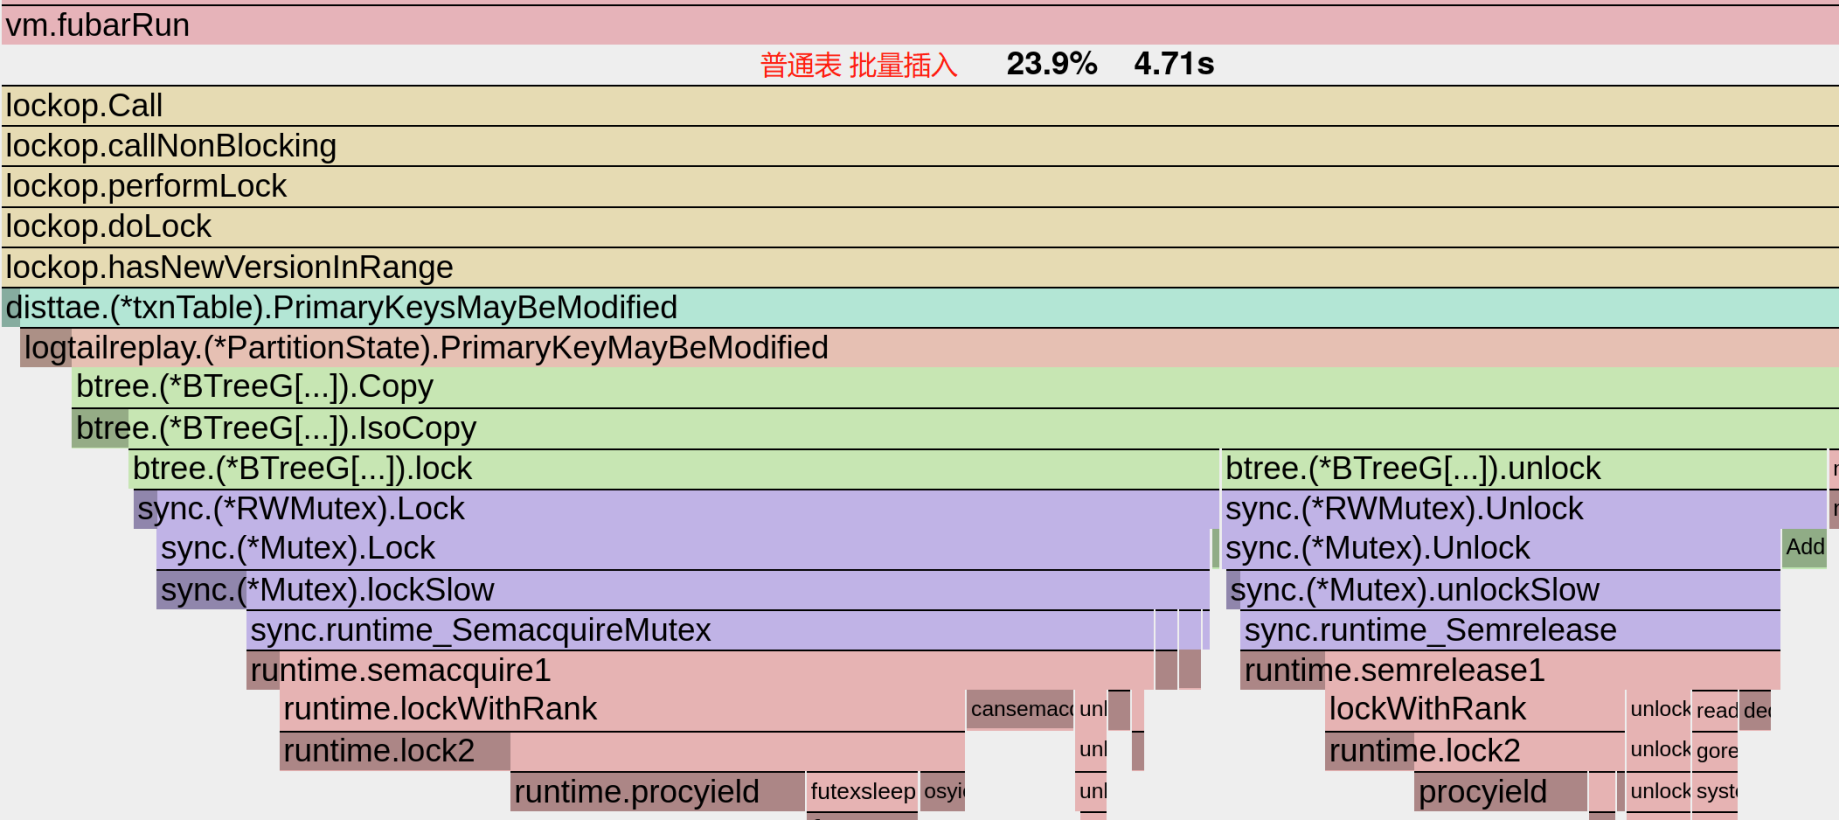 vm.fubarRun
普通表 批量插入 23.9% 4.71s
lockop.Call
lockop.callNonBlocking
lockop.performLock
lockop.doLock
lockop.hasNewVersionInRange
disttae.(*txnTable).PrimaryKeysMayBeModified
logtailreplay.(*PartitionState).PrimaryKeyMayBeModified
btree.(*BTreeG[...]).Copy
btree.(*BTreeG[...]).IsoCopy
btree.(*BTreeG[...]).lock btree.(*BTreeG[...]).unlock
sync.(*RWMutex).Lock sync.(*RWMutex).Unlock
sync.(*Mutex).Lock sync.(*Mutex).Unlock Add
sync.(*Mutex).lockSlow sync.(*Mutex).unlockSlow
sync.runtime_SemacquireMutex sync.runtime_Semrelease
runtime.semacquire1 runtime.semrelease1
runtime.lockWithRank cansemac unl lockWithRank unlock read dec
runtime.lock2 unl runtime.lock2 unlock gore
runtime.procyield futexsleep osyi unl procyield unlock syst